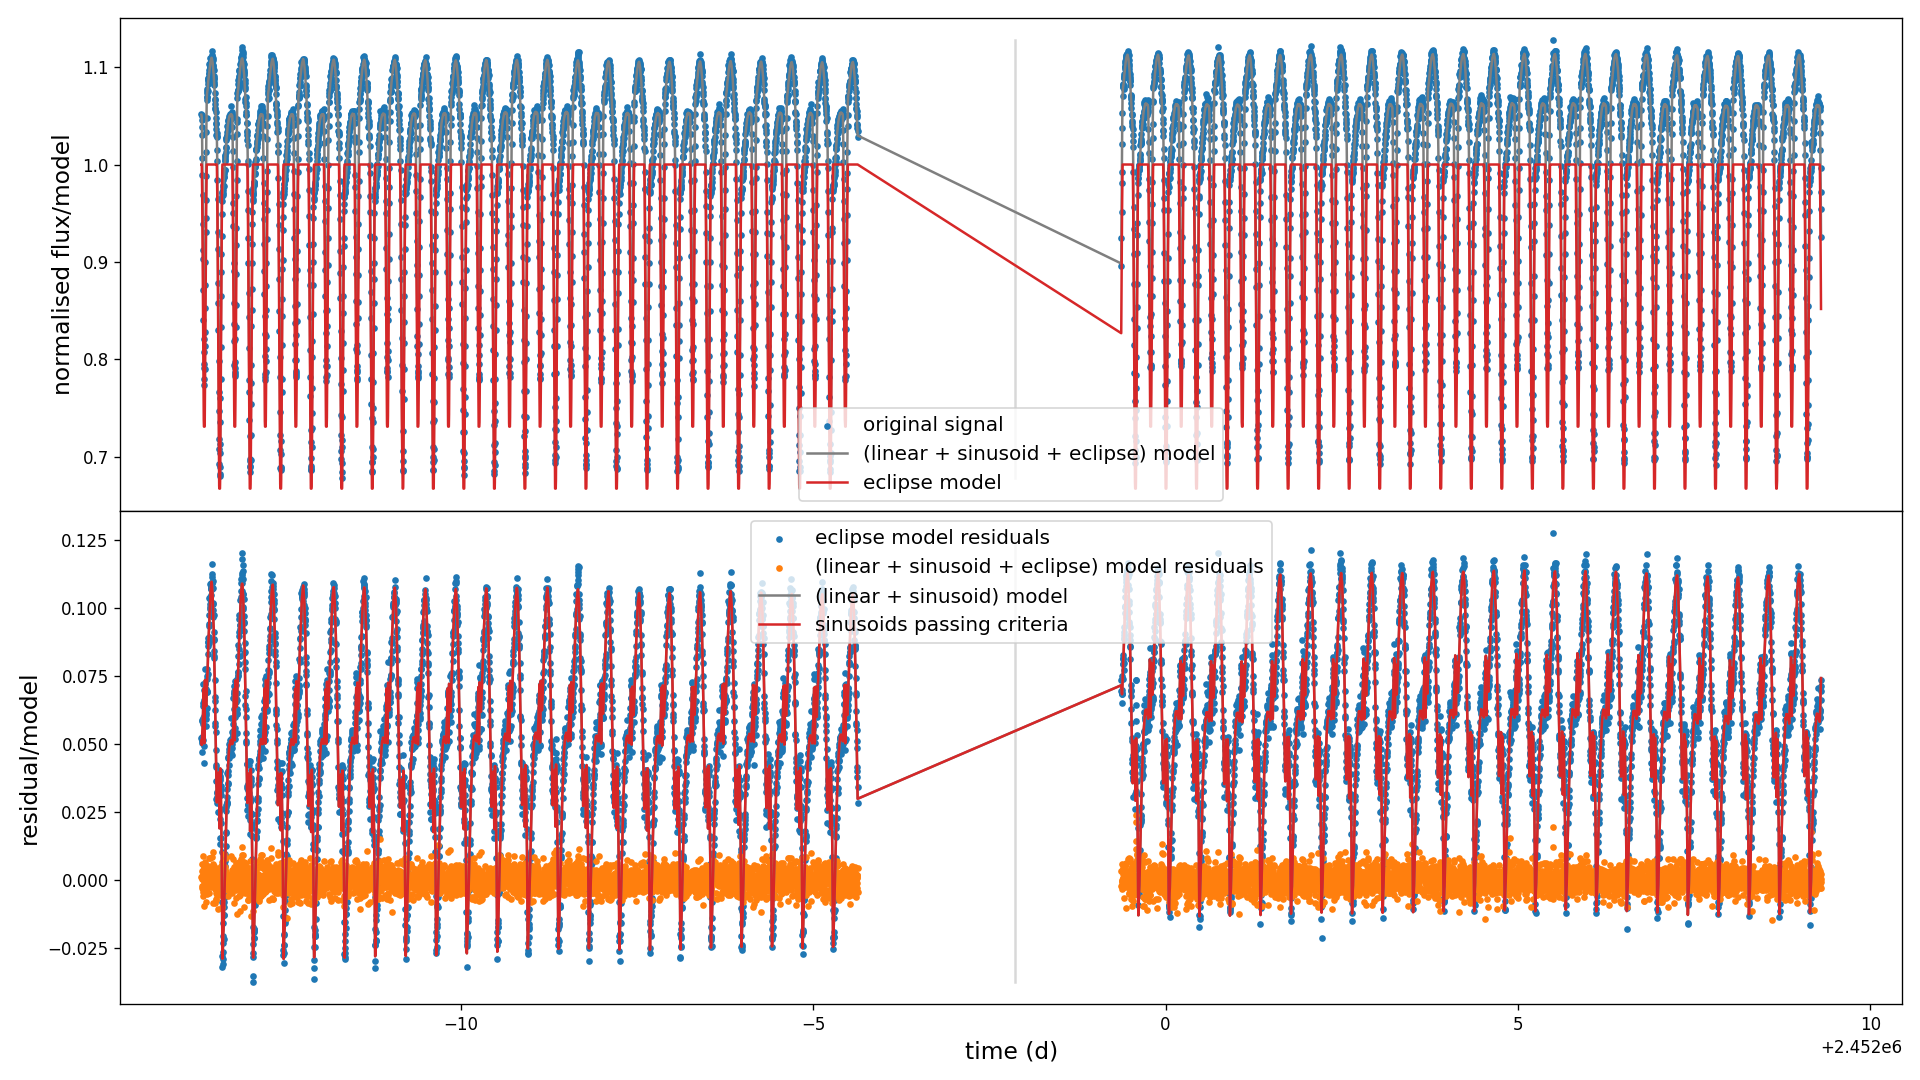 normalised flux/model
1.1
1.0
0.9
0.8
0.7
original signal
(linear + sinusoid + eclipse) model
eclipse model
residual/model
0.125
0.100
0.075
0.050
0.025
0.000
−0.025
eclipse model residuals
(linear + sinusoid + eclipse) model residuals
(linear + sinusoid) model
sinusoids passing criteria
−10
−5
0
5
10
time (d)
+2.452e6